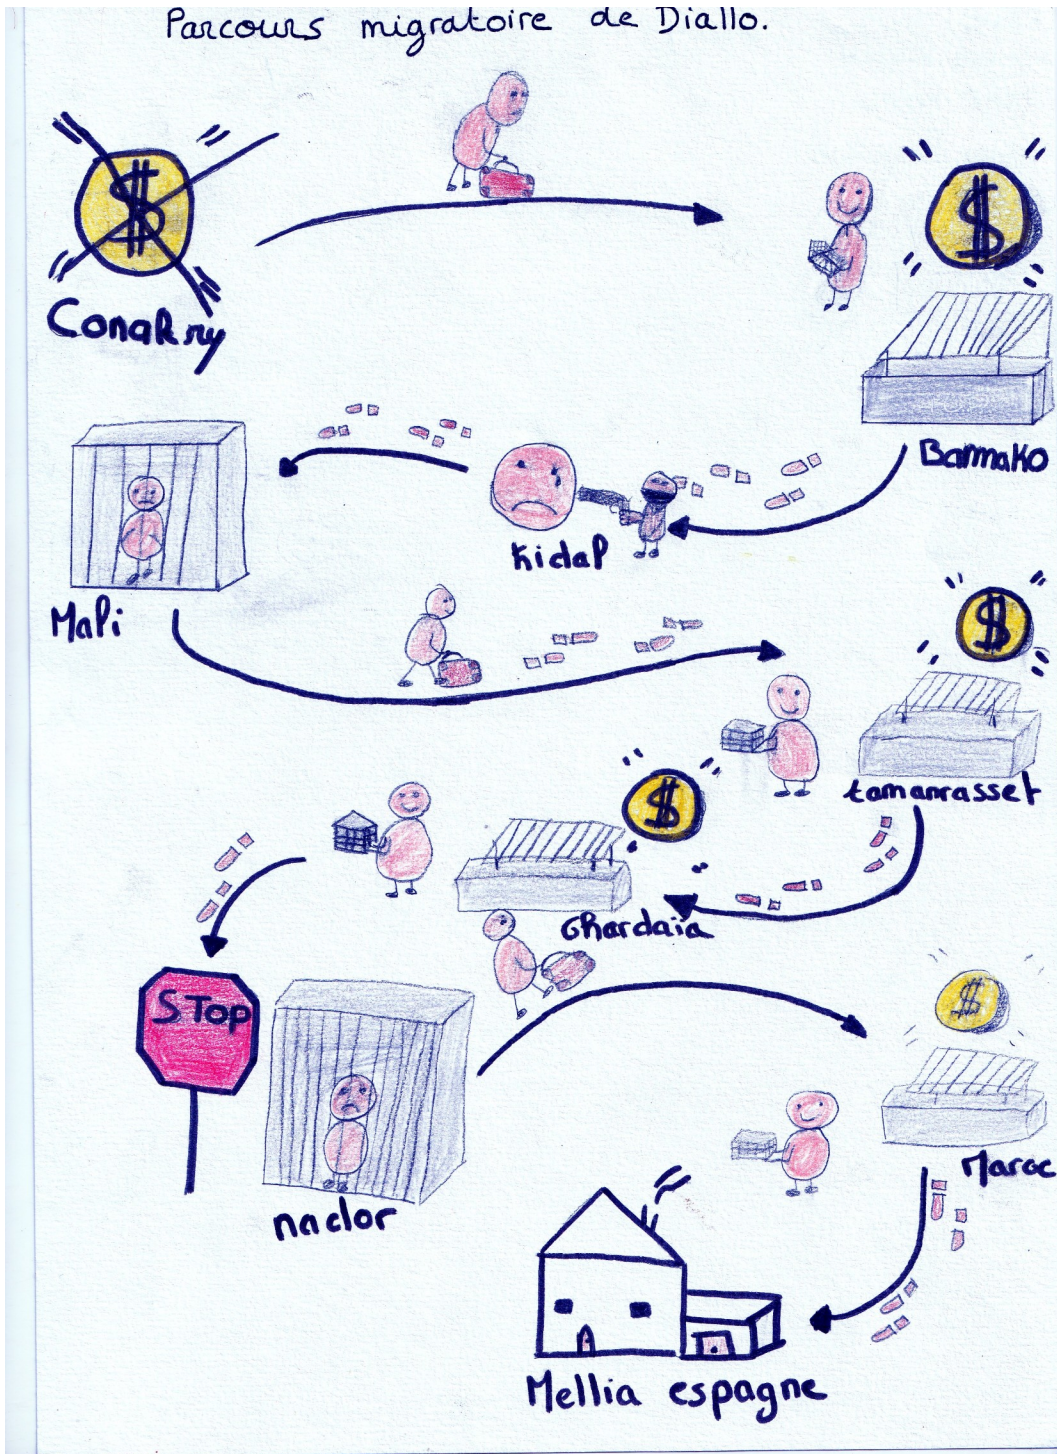 Parcours migratoire de Diallo.
$
$
Conakry
Bamako
Kidal
Mali
$
tamanrasset
$
Ghardaia
STop
$
nador
Maroc
Mellia espagne